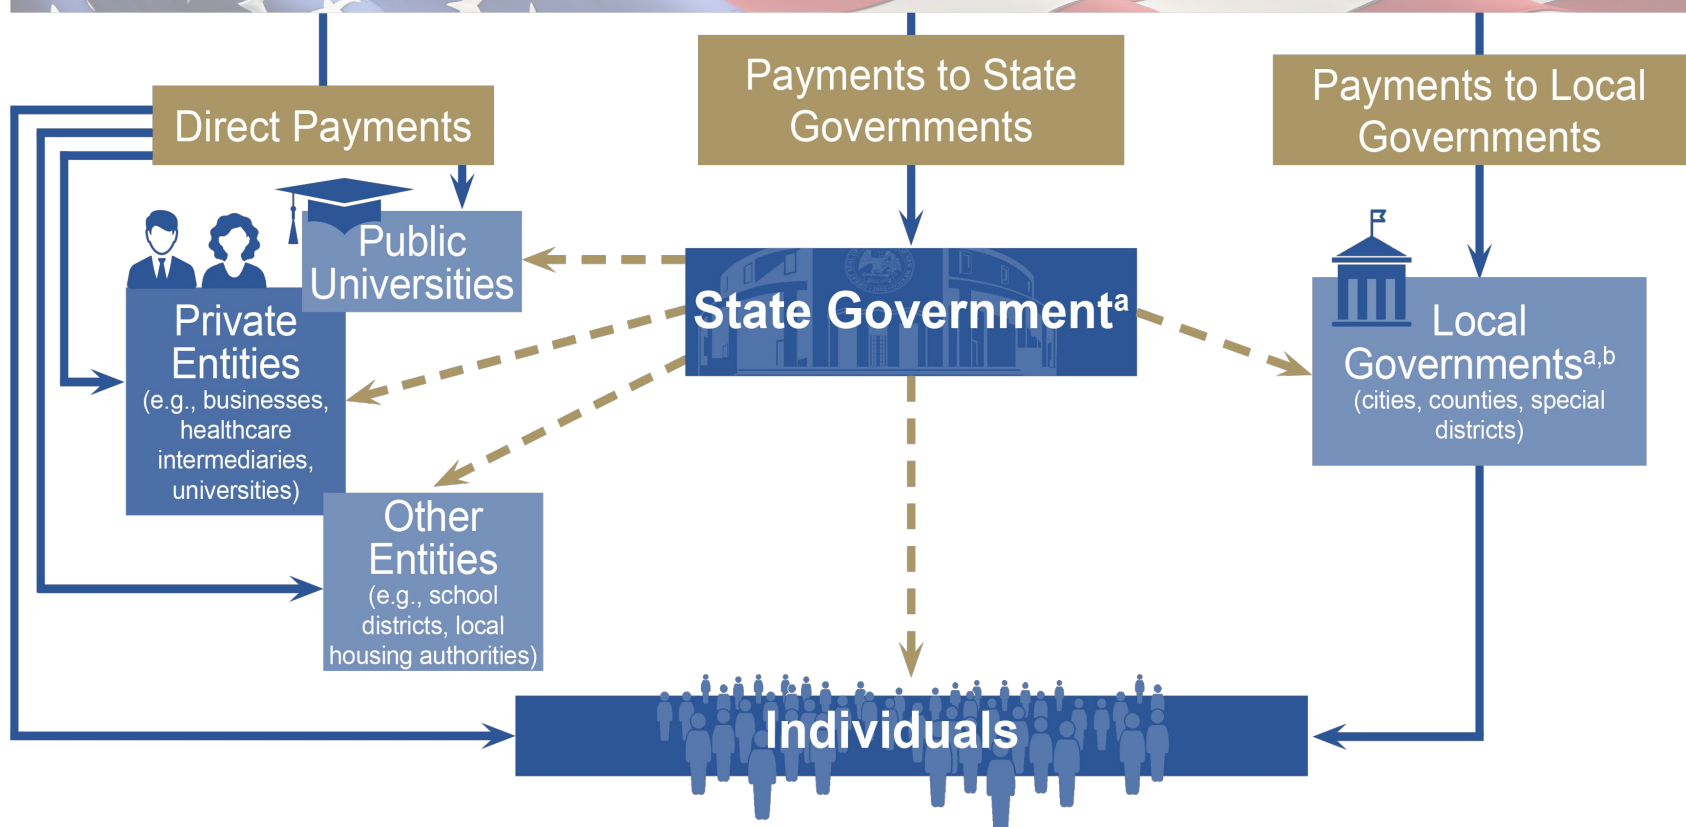 Direct Payments
Payments to State
Governments
Payments to Local
Governments
Public
Universities
Private
Entities
(e.g., businesses,
healthcare
intermediaries,
universities)
Other
Entities
(e.g., school
districts, local
housing authorities)
State Governmentᵃ
Local
Governmentsᵃ,ᵇ
(cities, counties, special
districts)
Individuals